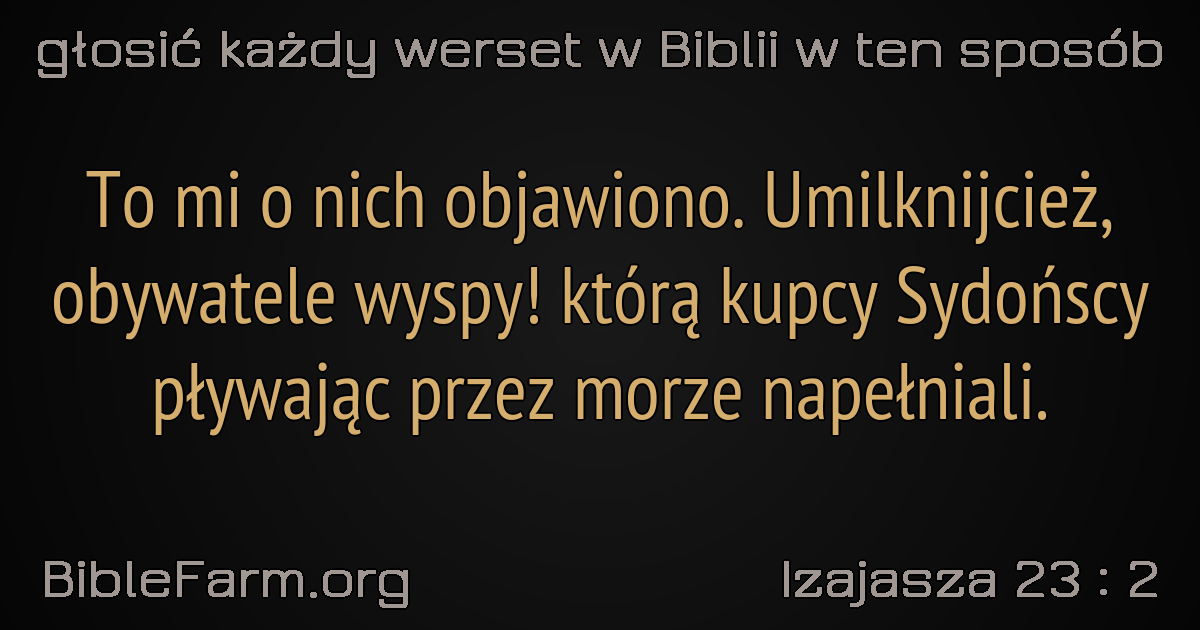 głosić każdy werset w Biblii w ten sposób
To mi o nich objawiono. Umilknijcież,
obywatele wyspy! którą kupcy Sydońscy
pływając przez morze napełniali.
BibleFarm.org
Izajasza 23 : 2